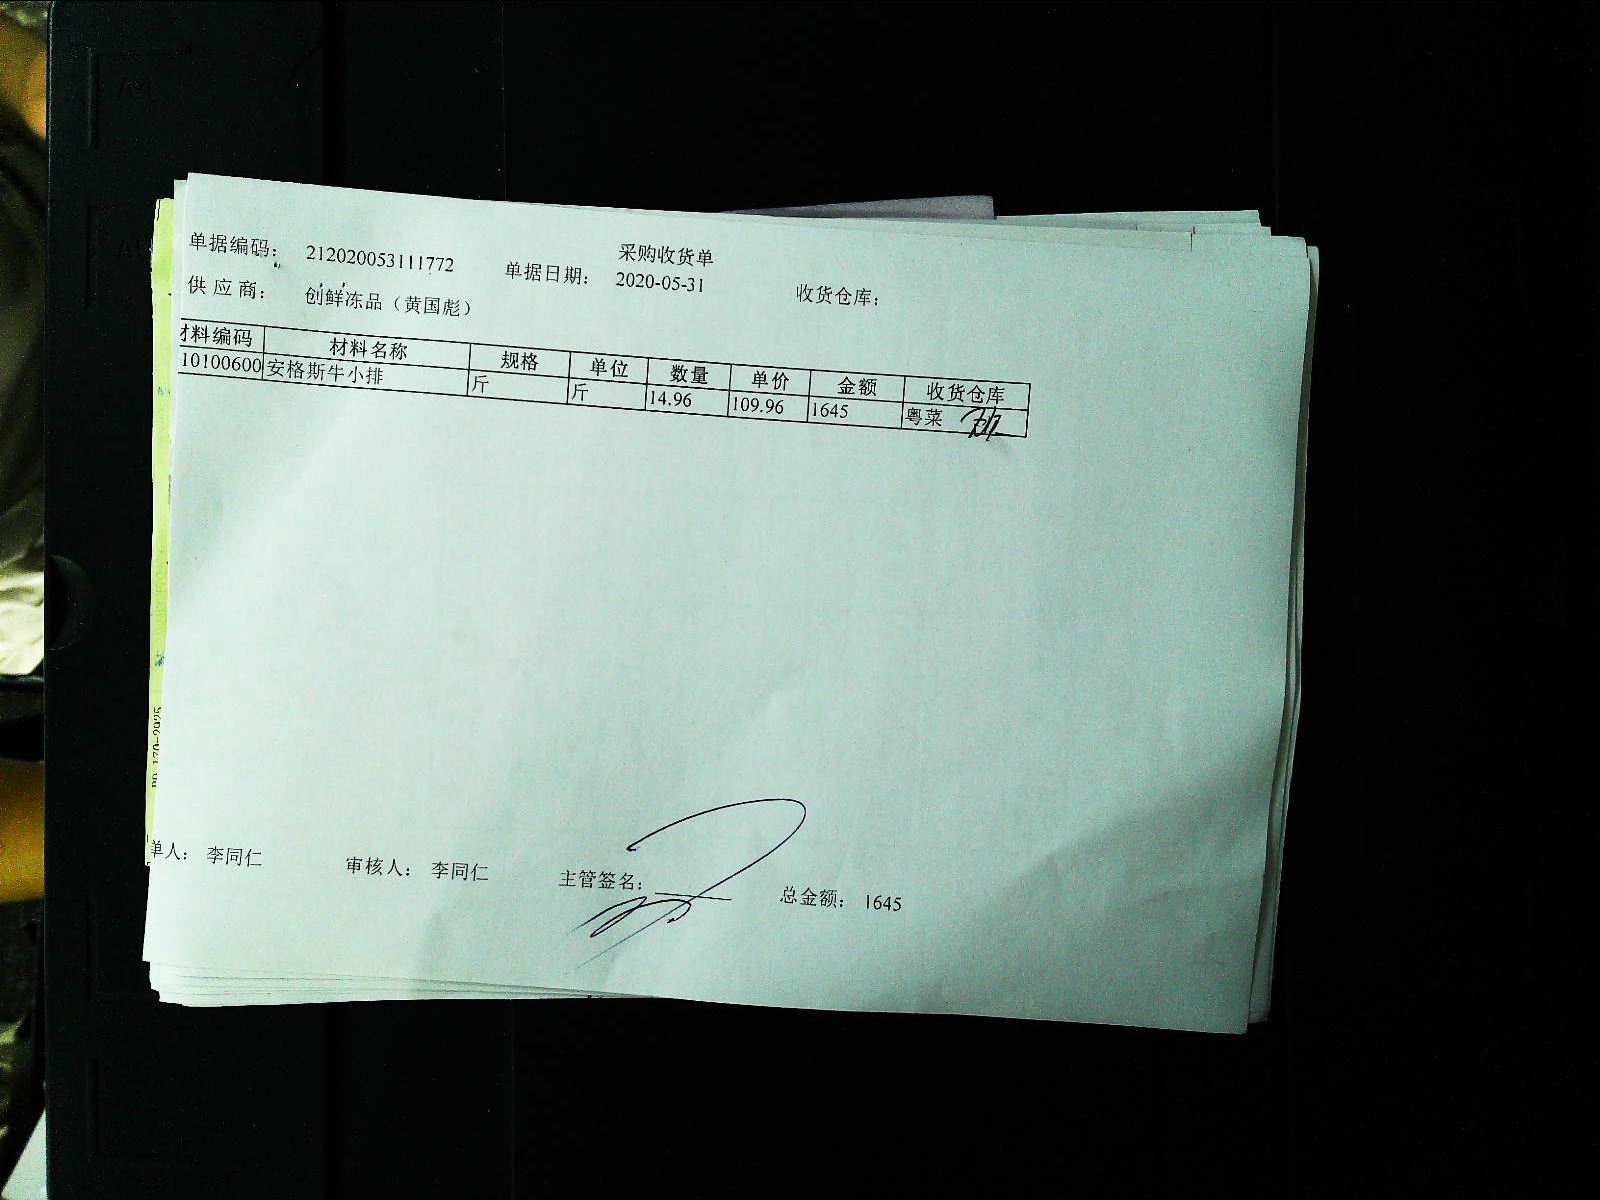 采购收货单
单据编码： 212020053111772 单据日期： 2020-05-31 收货仓库：
供应商： 创鲜冻品（黄国彪）
材料编码 材料名称 规格 单位 数量 单价 金额 收货仓库
10100600 安格斯牛小排 斤 斤 14.96 109.96 1645 粤菜
单人： 李同仁 审核人： 李同仁 主管签名： 总金额： 1645